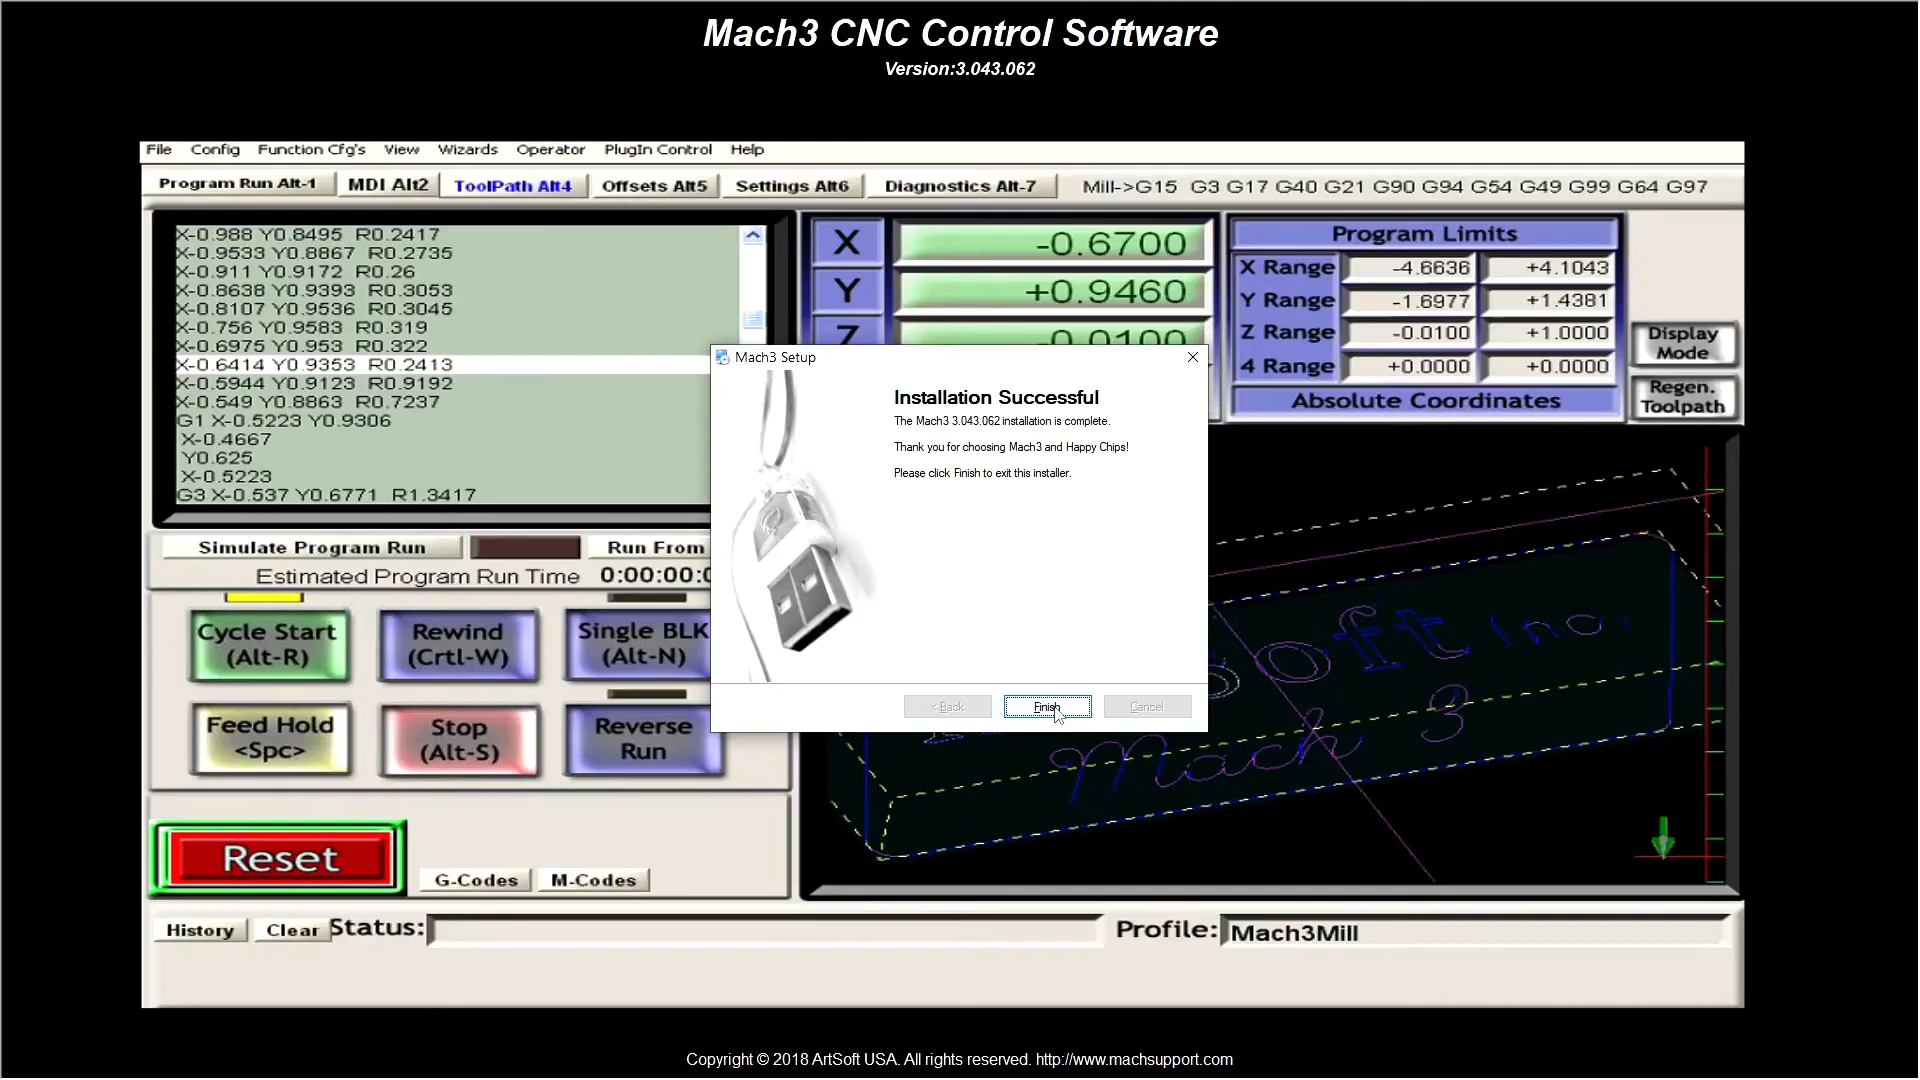 Mach3 CNC Control Software
Version:3.043.062
File Config Function Cfg's View Wizards Operator PlugIn Control Help
Program Run Alt-1 MDI Alt2 ToolPath Alt4 Offsets Alt5 Settings Alt6 Diagnostics Alt-7 Mill->G15 G3 G17 G40 G21 G90 G94 G54 G49 G99 G64 G97
X-0.988 Y0.8495 R0.2417
X-0.9533 Y0.8867 R0.2735
X-0.911 Y0.9172 R0.26
X-0.8638 Y0.9393 R0.3053
X-0.8107 Y0.9536 R0.3045
X-0.756 Y0.9583 R0.319
X-0.6975 Y0.953 R0.322
X-0.6414 Y0.9353 R0.2413
X-0.5944 Y0.9123 R0.9192
X-0.549 Y0.8863 R0.7237
G1 X-0.5223 Y0.9306
X-0.4667
Y0.625
X-0.5223
G3 X-0.537 Y0.6771 R1.3417
X -0.6700
Y +0.9460
Z -0.0100
Program Limits
X Range -4.6636 +4.1043
Y Range -1.6977 +1.4381
Z Range -0.0100 +1.0000
4 Range +0.0000 +0.0000
Absolute Coordinates
Display
Mode
Regen.
Toolpath
Mach3 Setup
Installation Successful
The Mach3 3.043.062 installation is complete.
Thank you for choosing Mach3 and Happy Chips!
Please click Finish to exit this installer.
< Back Finish Cancel
Simulate Program Run Run From
Estimated Program Run Time 0:00:00:0
Cycle Start
(Alt-R)
Rewind
(Crtl-W)
Single BLK
(Alt-N)
Feed Hold
<Spc>
Stop
(Alt-S)
Reverse
Run
oft Inc.
Mach 3
Reset
G-Codes M-Codes
History Clear Status: Profile: Mach3Mill
Copyright © 2018 ArtSoft USA. All rights reserved. http://www.machsupport.com